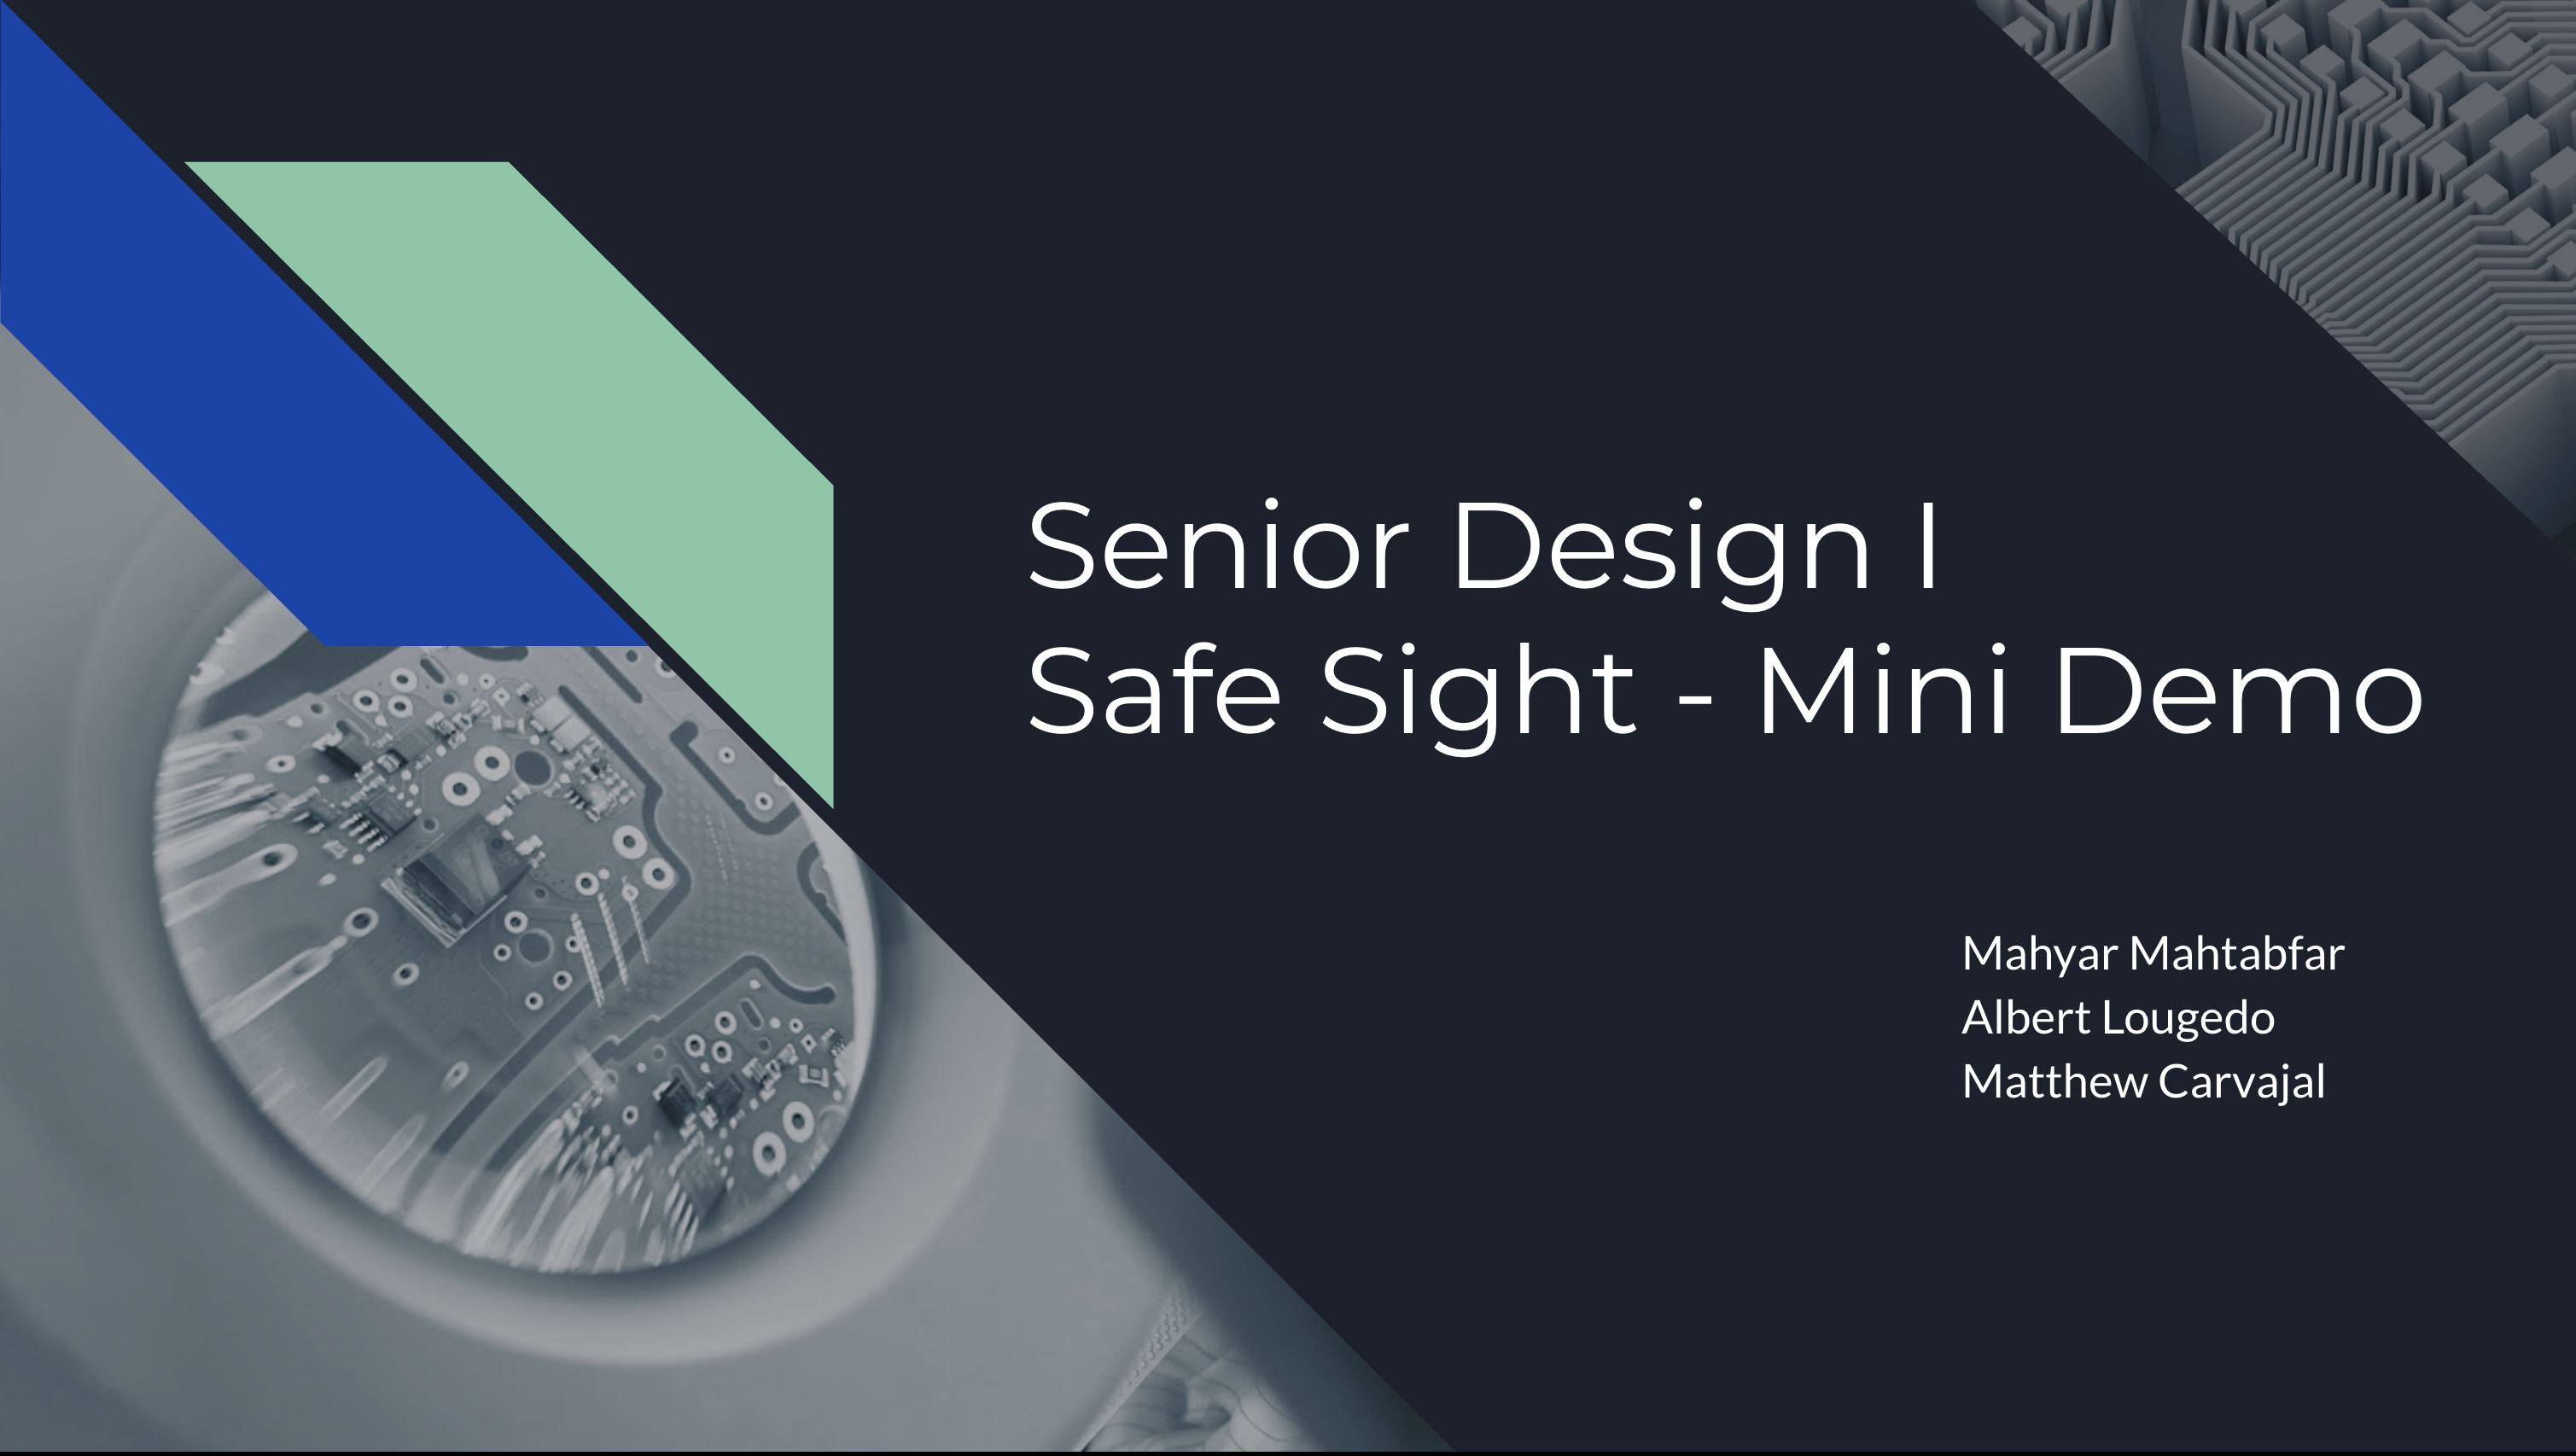 Senior Design I
Safe Sight - Mini Demo
Mahyar Mahtabfar
Albert Lougedo
Matthew Carvajal